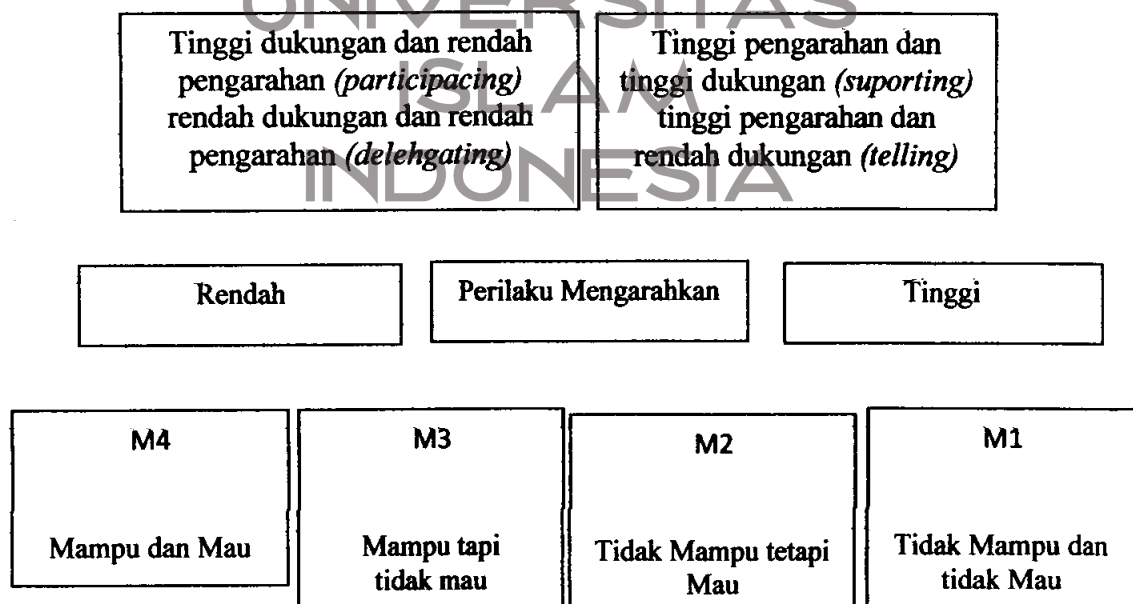 UNIVERSITAS
ISLAM
INDONESIA
Tinggi dukungan dan rendah
pengarahan (participacing)
rendah dukungan dan rendah
pengarahan (delehgating)
Tinggi pengarahan dan
tinggi dukungan (suporting)
tinggi pengarahan dan
rendah dukungan (telling)
Rendah
Perilaku Mengarahkan
Tinggi
M4
Mampu dan Mau
M3
Mampu tapi
tidak mau
M2
Tidak Mampu tetapi
Mau
M1
Tidak Mampu dan
tidak Mau